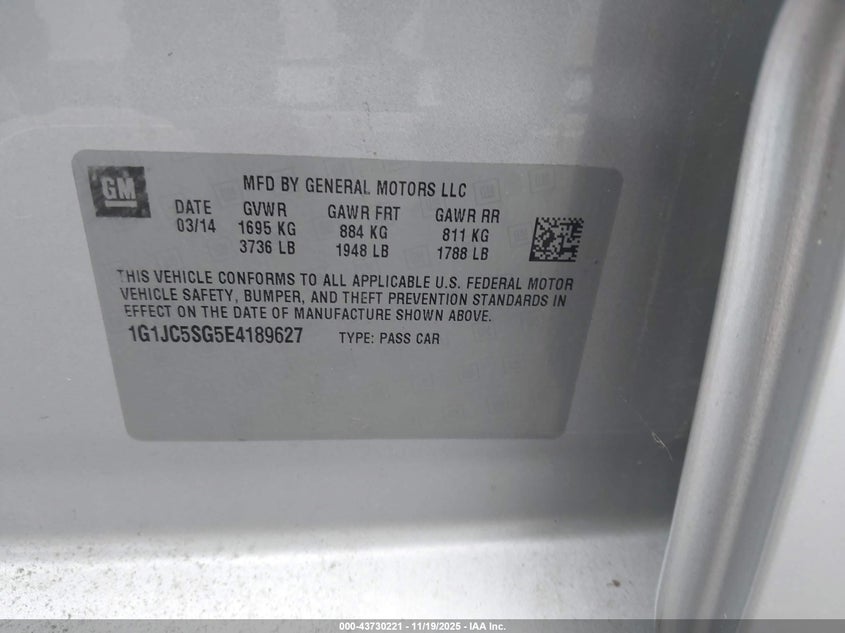 GM
MFD BY GENERAL MOTORS LLC
DATE GVWR GAWR FRT GAWR RR
03/14 1695 KG 884 KG 811 KG
3736 LB 1948 LB 1788 LB
THIS VEHICLE CONFORMS TO ALL APPLICABLE U.S. FEDERAL MOTOR
VEHICLE SAFETY, BUMPER, AND THEFT PREVENTION STANDARDS IN
EFFECT ON THE DATE OF MANUFACTURE SHOWN ABOVE.
1G1JC5SG5E4189627 TYPE: PASS CAR
000-43730221 - 11/19/2025 - IAA Inc.